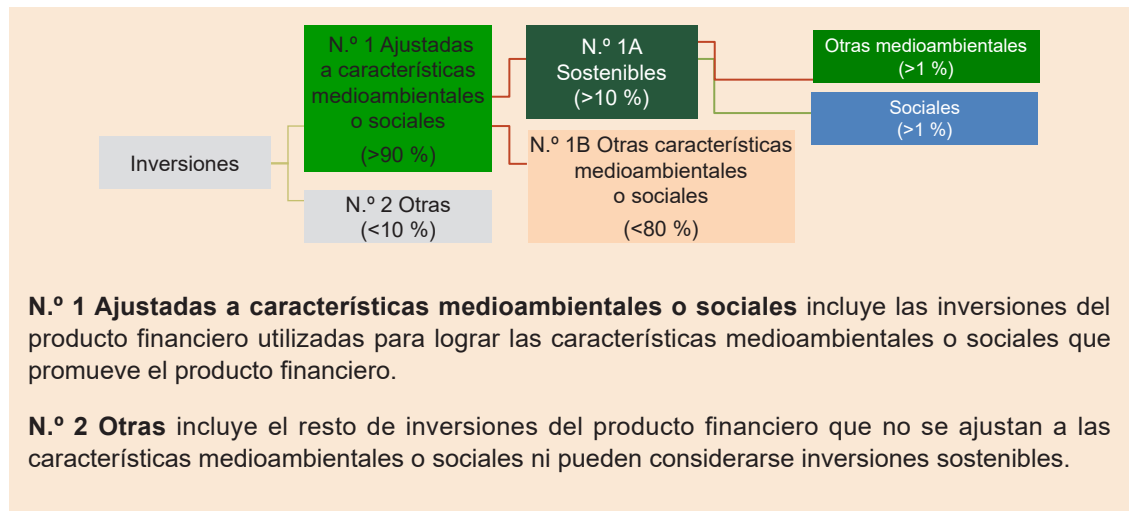 Inversiones
N.º 1 Ajustadas
a características
medioambientales
o sociales
(>90 %)
N.º 2 Otras
(<10 %)
N.º 1A
Sostenibles
(>10 %)
N.º 1B Otras características
medioambientales
o sociales
(<80 %)
Otras medioambientales
(>1 %)
Sociales
(>1 %)
N.º 1 Ajustadas a características medioambientales o sociales incluye las inversiones del
producto financiero utilizadas para lograr las características medioambientales o sociales que
promueve el producto financiero.
N.º 2 Otras incluye el resto de inversiones del producto financiero que no se ajustan a las
características medioambientales o sociales ni pueden considerarse inversiones sostenibles.